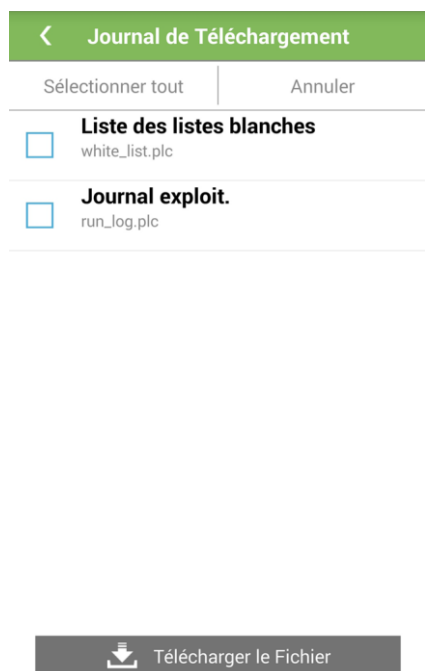 Journal de Téléchargement
Sélectionner tout Annuler
Liste des listes blanches
white_list.plc
Journal exploit.
run_log.plc
Télécharger le Fichier